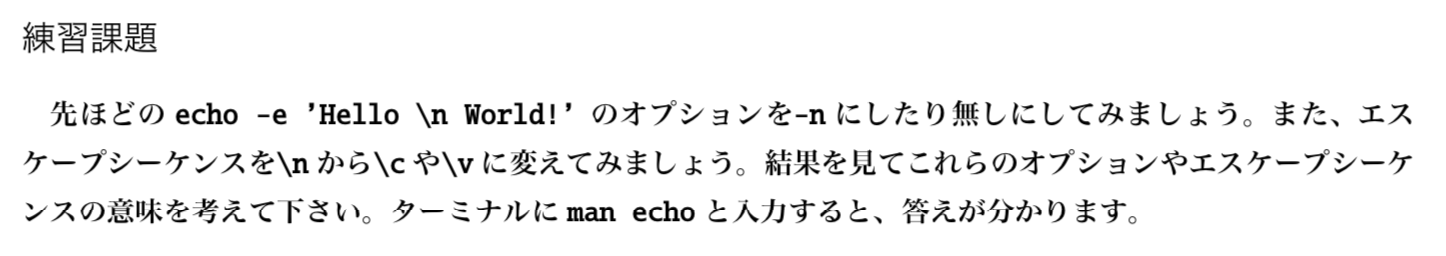 練習課題
先ほどの echo -e ’Hello \n World!’ のオプションを-n にしたり無しにしてみましょう。また、エス
ケープシーケンスを\n から\c や\v に変えてみましょう。結果を見てこれらのオプションやエスケープシーケ
ンスの意味を考えて下さい。ターミナルに man echo と入力すると、答えが分かります。